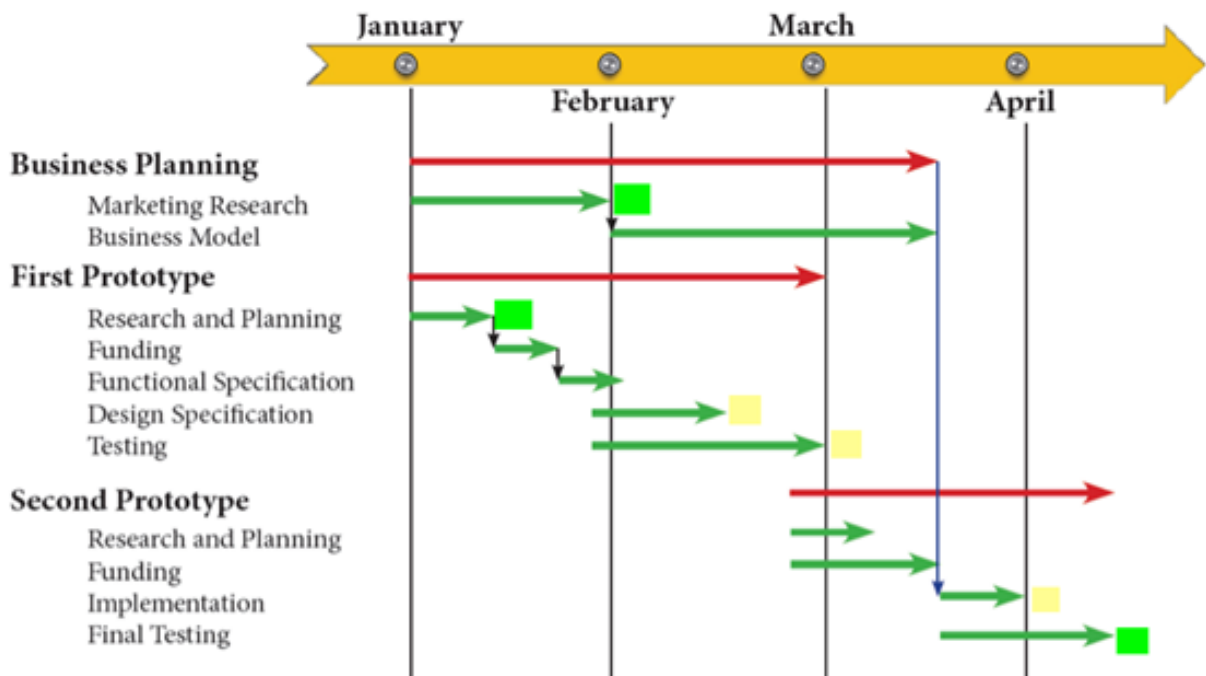 January
March
February
April
Business Planning
Marketing Research
Business Model
First Prototype
Research and Planning
Funding
Functional Specification
Design Specification
Testing
Second Prototype
Research and Planning
Funding
Implementation
Final Testing